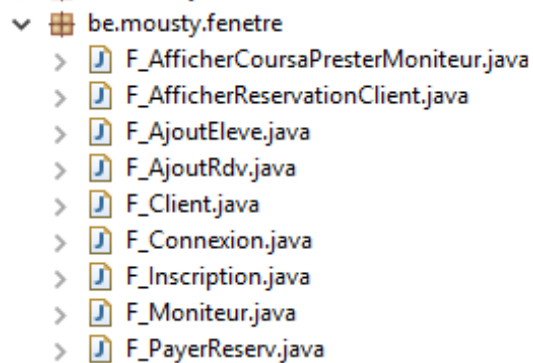 be.mousty.fenetre
F_AfficherCoursaPresterMoniteur.java
F_AfficherReservationClient.java
F_AjoutEleve.java
F_AjoutRdv.java
F_Client.java
F_Connexion.java
F_Inscription.java
F_Moniteur.java
F_PayerReserv.java